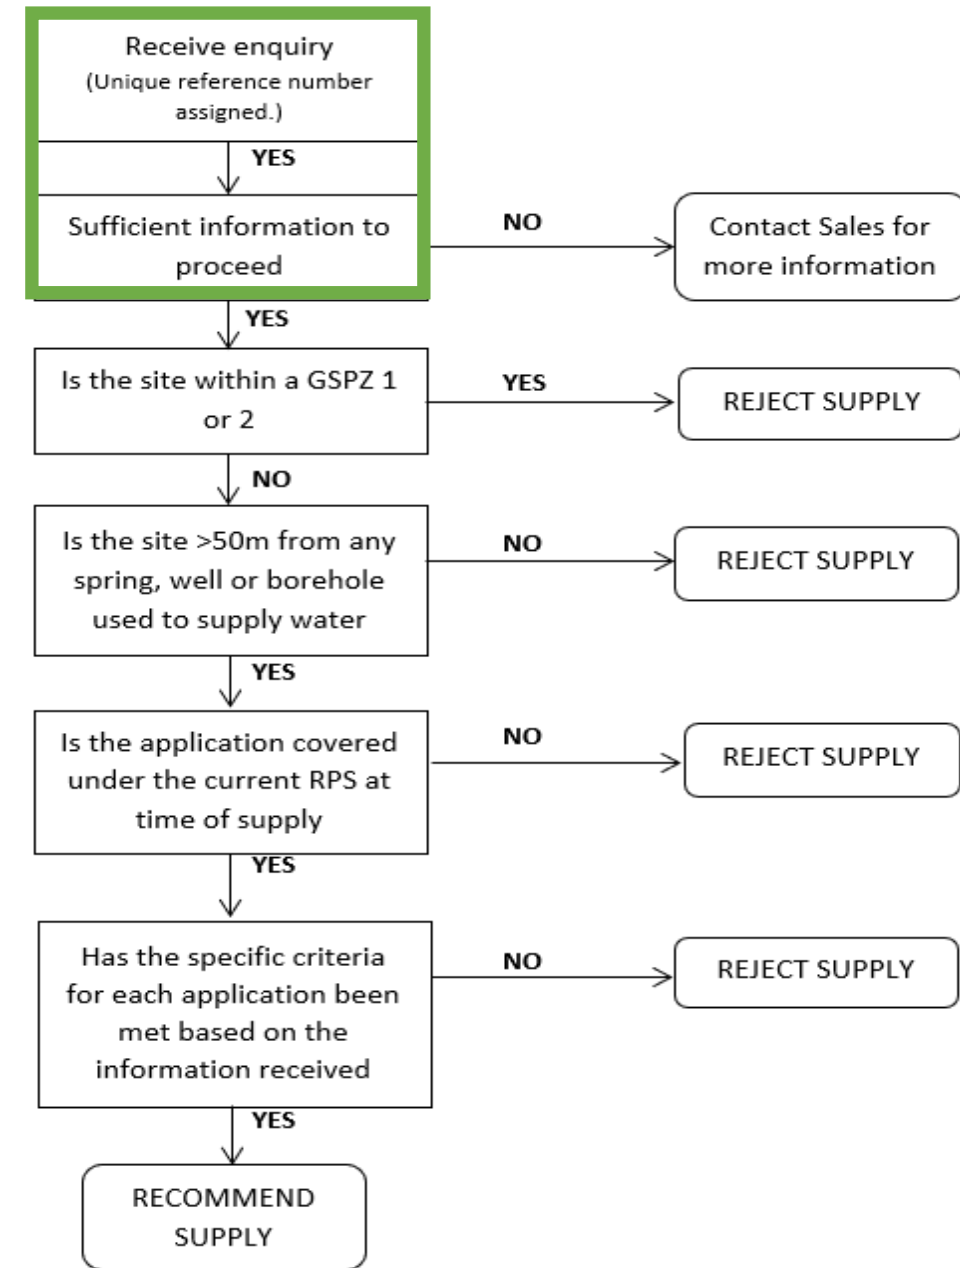 Receive enquiry
(Unique reference number
assigned.)
YES
Sufficient information to
proceed
NO
Contact Sales for
more information
YES
Is the site within a GSPZ 1
or 2
YES
REJECT SUPPLY
NO
Is the site >50m from any
spring, well or borehole
used to supply water
NO
REJECT SUPPLY
YES
Is the application covered
under the current RPS at
time of supply
NO
REJECT SUPPLY
YES
Has the specific criteria
for each application been
met based on the
information received
NO
REJECT SUPPLY
YES
RECOMMEND
SUPPLY